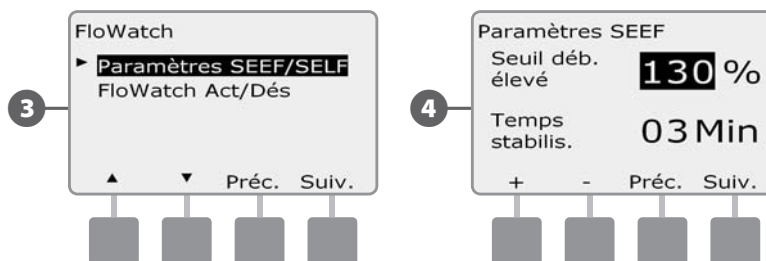 3
FloWatch
► Paramètres SEEF/SELF
FloWatch Act/Dés
▲ ▼ Préc. Suiv.
4
Paramètres SEEF
Seuil déb.
élevé
130 %
Temps
stabilis.
03 Min
+ - Préc. Suiv.